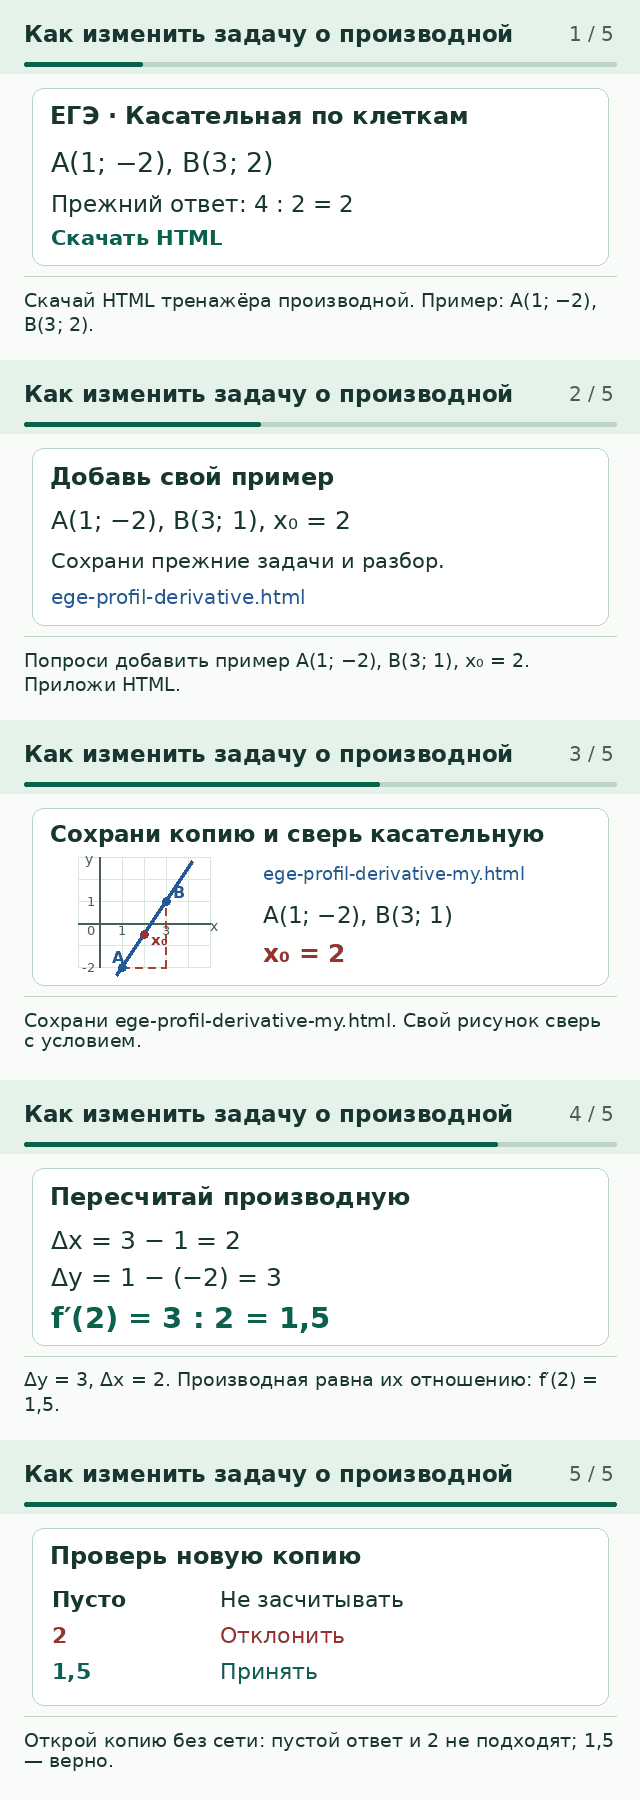 Как изменить задачу о производной 1 / 5
ЕГЭ · Касательная по клеткам
A(1; −2), B(3; 2)
Прежний ответ: 4 : 2 = 2
Скачать HTML
Скачай HTML тренажёра производной. Пример: A(1; −2),
B(3; 2).
Как изменить задачу о производной 2 / 5
Добавь свой пример
A(1; −2), B(3; 1), x₀ = 2
Сохрани прежние задачи и разбор.
ege-profil-derivative.html
Попроси добавить пример A(1; −2), B(3; 1), x₀ = 2.
Приложи HTML.
Как изменить задачу о производной 3 / 5
Сохрани копию и сверь касательную
y
B
1
0 1 3 x
x₀
A
-2
ege-profil-derivative-my.html
A(1; −2), B(3; 1)
x₀ = 2
Сохрани ege-profil-derivative-my.html. Свой рисунок сверь
с условием.
Как изменить задачу о производной 4 / 5
Пересчитай производную
Δx = 3 − 1 = 2
Δy = 1 − (−2) = 3
f′(2) = 3 : 2 = 1,5
Δy = 3, Δx = 2. Производная равна их отношению: f′(2) =
1,5.
Как изменить задачу о производной 5 / 5
Проверь новую копию
Пусто Не засчитывать
2 Отклонить
1,5 Принять
Открой копию без сети: пустой ответ и 2 не подходят; 1,5
— верно.